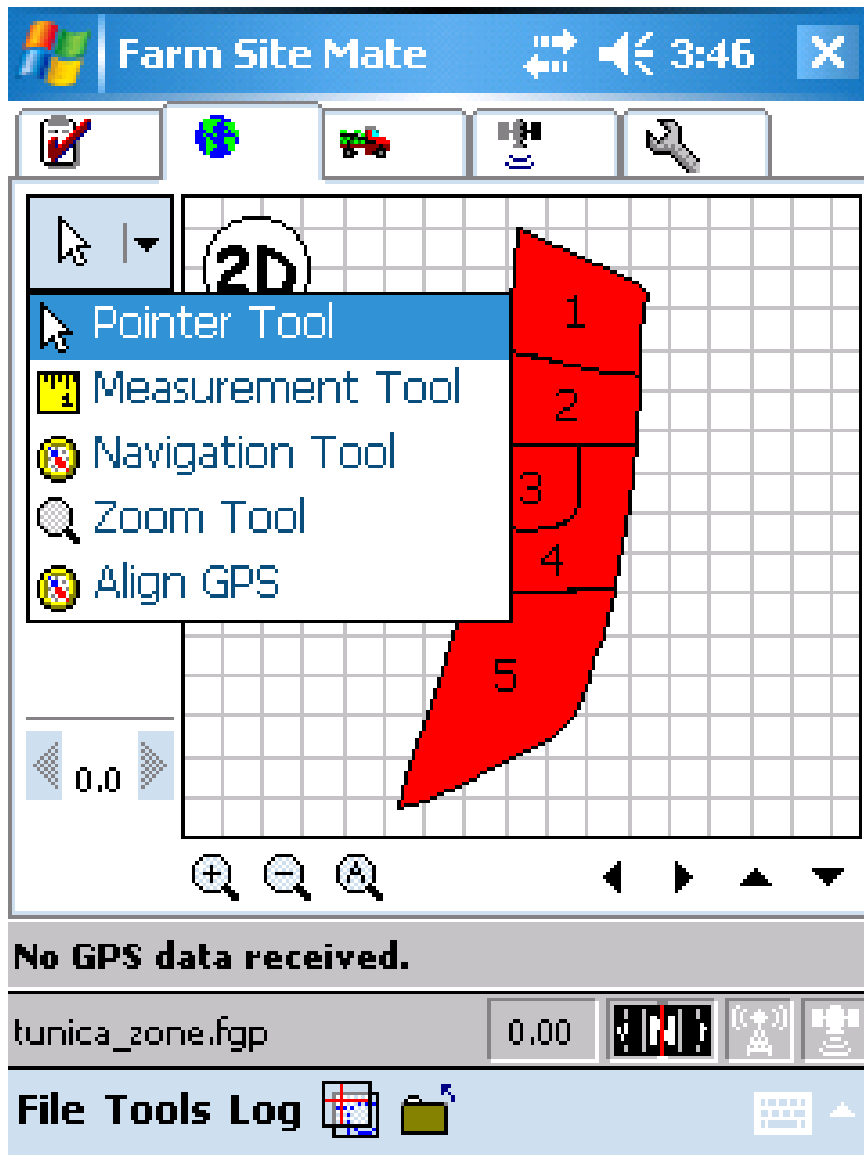 Farm Site Mate 3:46
2D
Pointer Tool
Measurement Tool
Navigation Tool
Zoom Tool
Align GPS
1
2
3
4
5
0.0
A
No GPS data received.
tunica_zone.fgp 0.00 N
File Tools Log